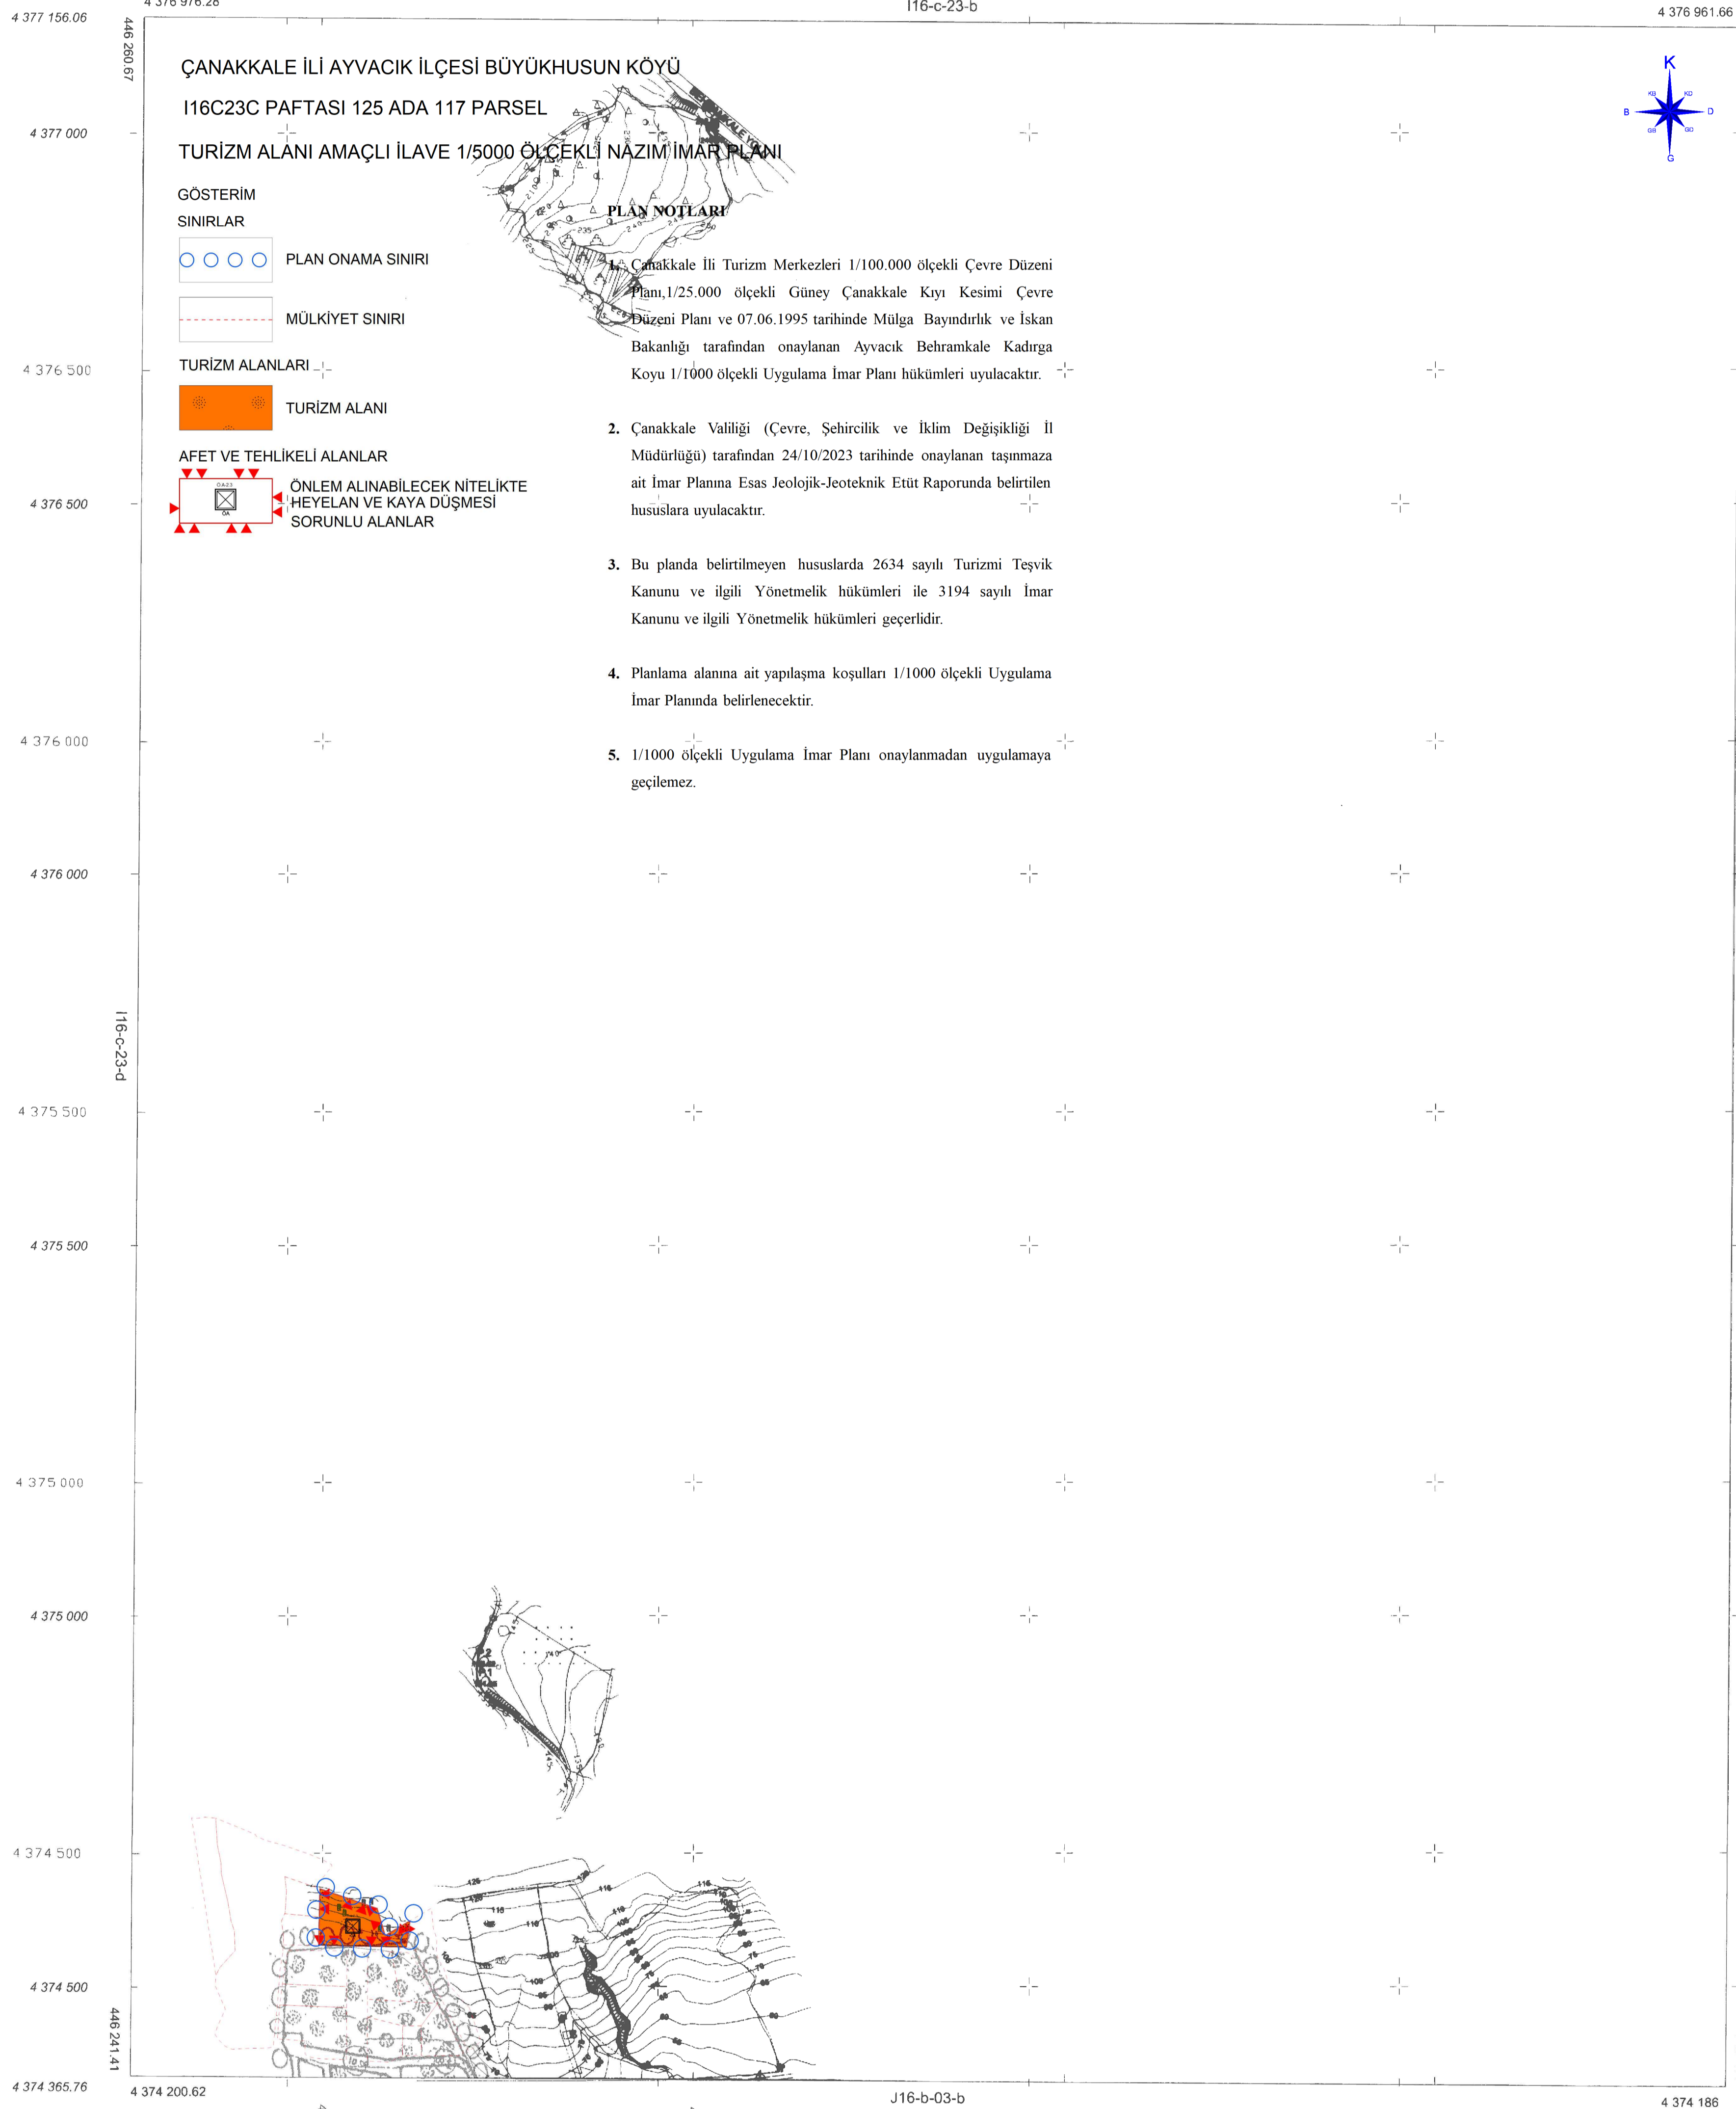 4 376 976.28
I16-c-23-b
4 376 961.66
4 377 156.06
446 260.67
ÇANAKKALE İLİ AYVACIK İLÇESİ BÜYÜKHUSUN KÖYÜ
I16C23C PAFTASI 125 ADA 117 PARSEL
TURİZM ALANI AMAÇLI İLAVE 1/5000 ÖLÇEKLİ NAZIM İMAR PLANI
K
KB KD
B D
GB GD
G
GÖSTERİM
SINIRLAR
PLAN ONAMA SINIRI
MÜLKİYET SINIRI
TURİZM ALANLARI
TURİZM ALANI
AFET VE TEHLİKELİ ALANLAR
ÖA-2.3
ÖA
ÖNLEM ALINABİLECEK NİTELİKTE
HEYELAN VE KAYA DÜŞMESİ
SORUNLU ALANLAR
PLAN NOTLARI
1. Çanakkale İli Turizm Merkezleri 1/100.000 ölçekli Çevre Düzeni
Planı,1/25.000 ölçekli Güney Çanakkale Kıyı Kesimi Çevre
Düzeni Planı ve 07.06.1995 tarihinde Mülga Bayındırlık ve İskan
Bakanlığı tarafından onaylanan Ayvacık Behramkale Kadırga
Koyu 1/1000 ölçekli Uygulama İmar Planı hükümleri uyulacaktır.
2. Çanakkale Valiliği (Çevre, Şehircilik ve İklim Değişikliği İl
Müdürlüğü) tarafından 24/10/2023 tarihinde onaylanan taşınmaza
ait İmar Planına Esas Jeolojik-Jeoteknik Etüt Raporunda belirtilen
hususlara uyulacaktır.
3. Bu planda belirtilmeyen hususlarda 2634 sayılı Turizmi Teşvik
Kanunu ve ilgili Yönetmelik hükümleri ile 3194 sayılı İmar
Kanunu ve ilgili Yönetmelik hükümleri geçerlidir.
4. Planlama alanına ait yapılaşma koşulları 1/1000 ölçekli Uygulama
İmar Planında belirlenecektir.
5. 1/1000 ölçekli Uygulama İmar Planı onaylanmadan uygulamaya
geçilemez.
4 377 000
4 376 500
4 376 500
4 376 000
4 376 000
I16-c-23-d
4 375 500
4 375 500
4 375 000
4 375 000
4 374 500
4 374 500
446 241.41
4 374 365.76
4 374 200.62
J16-b-03-b
4 374 186